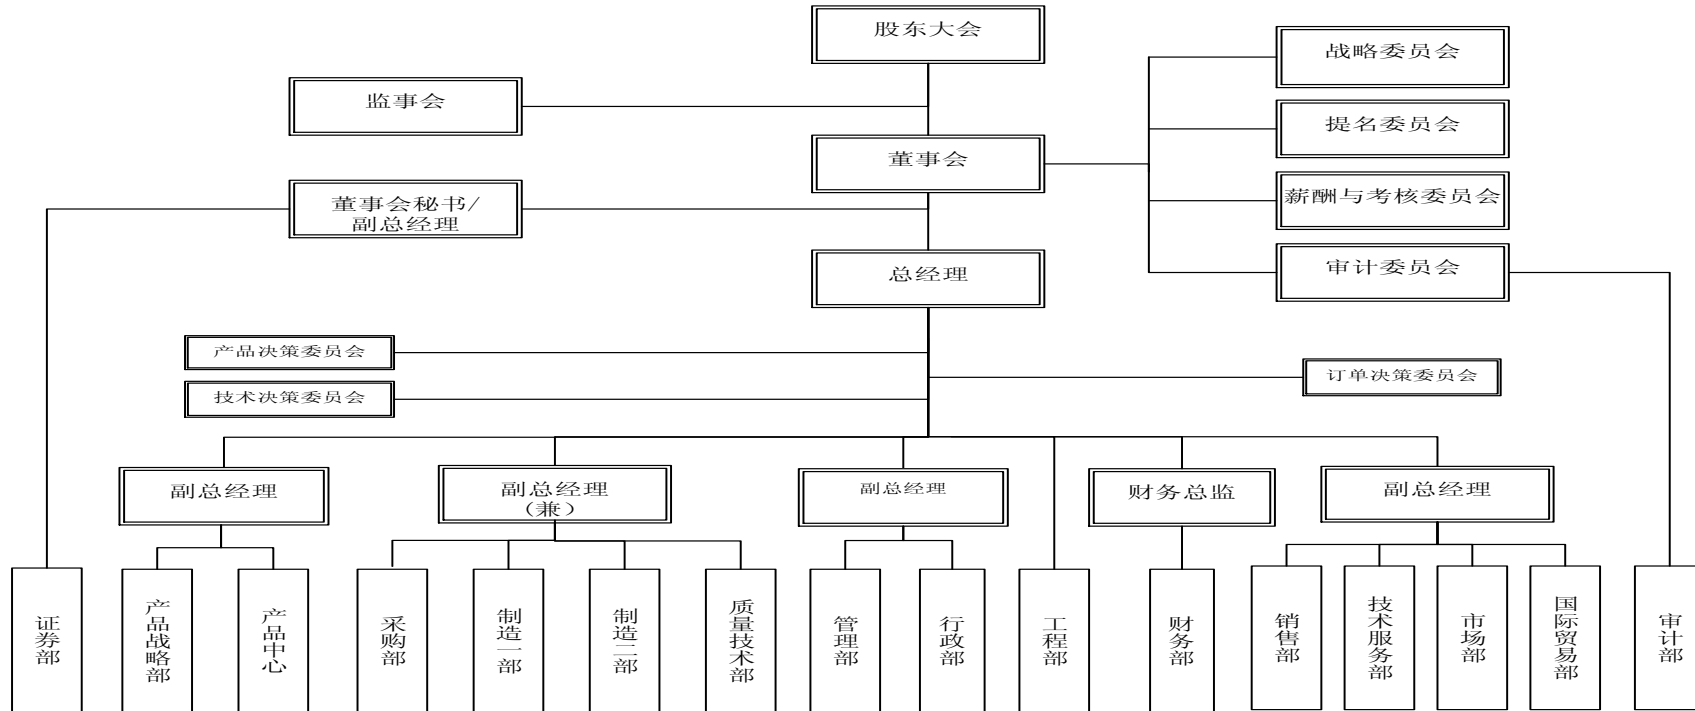 股东大会
战略委员会
监事会
提名委员会
董事会
薪酬与考核委员会
董事会秘书/
副总经理
总经理
审计委员会
产品决策委员会
订单决策委员会
技术决策委员会
副总经理
副总经理
（兼）
副总经理
财务总监
副总经理
证券部
产品战略部
产品中心
采购部
制造一部
制造二部
质量技术部
管理部
行政部
工程部
财务部
销售部
技术服务部
市场部
国际贸易部
审计部